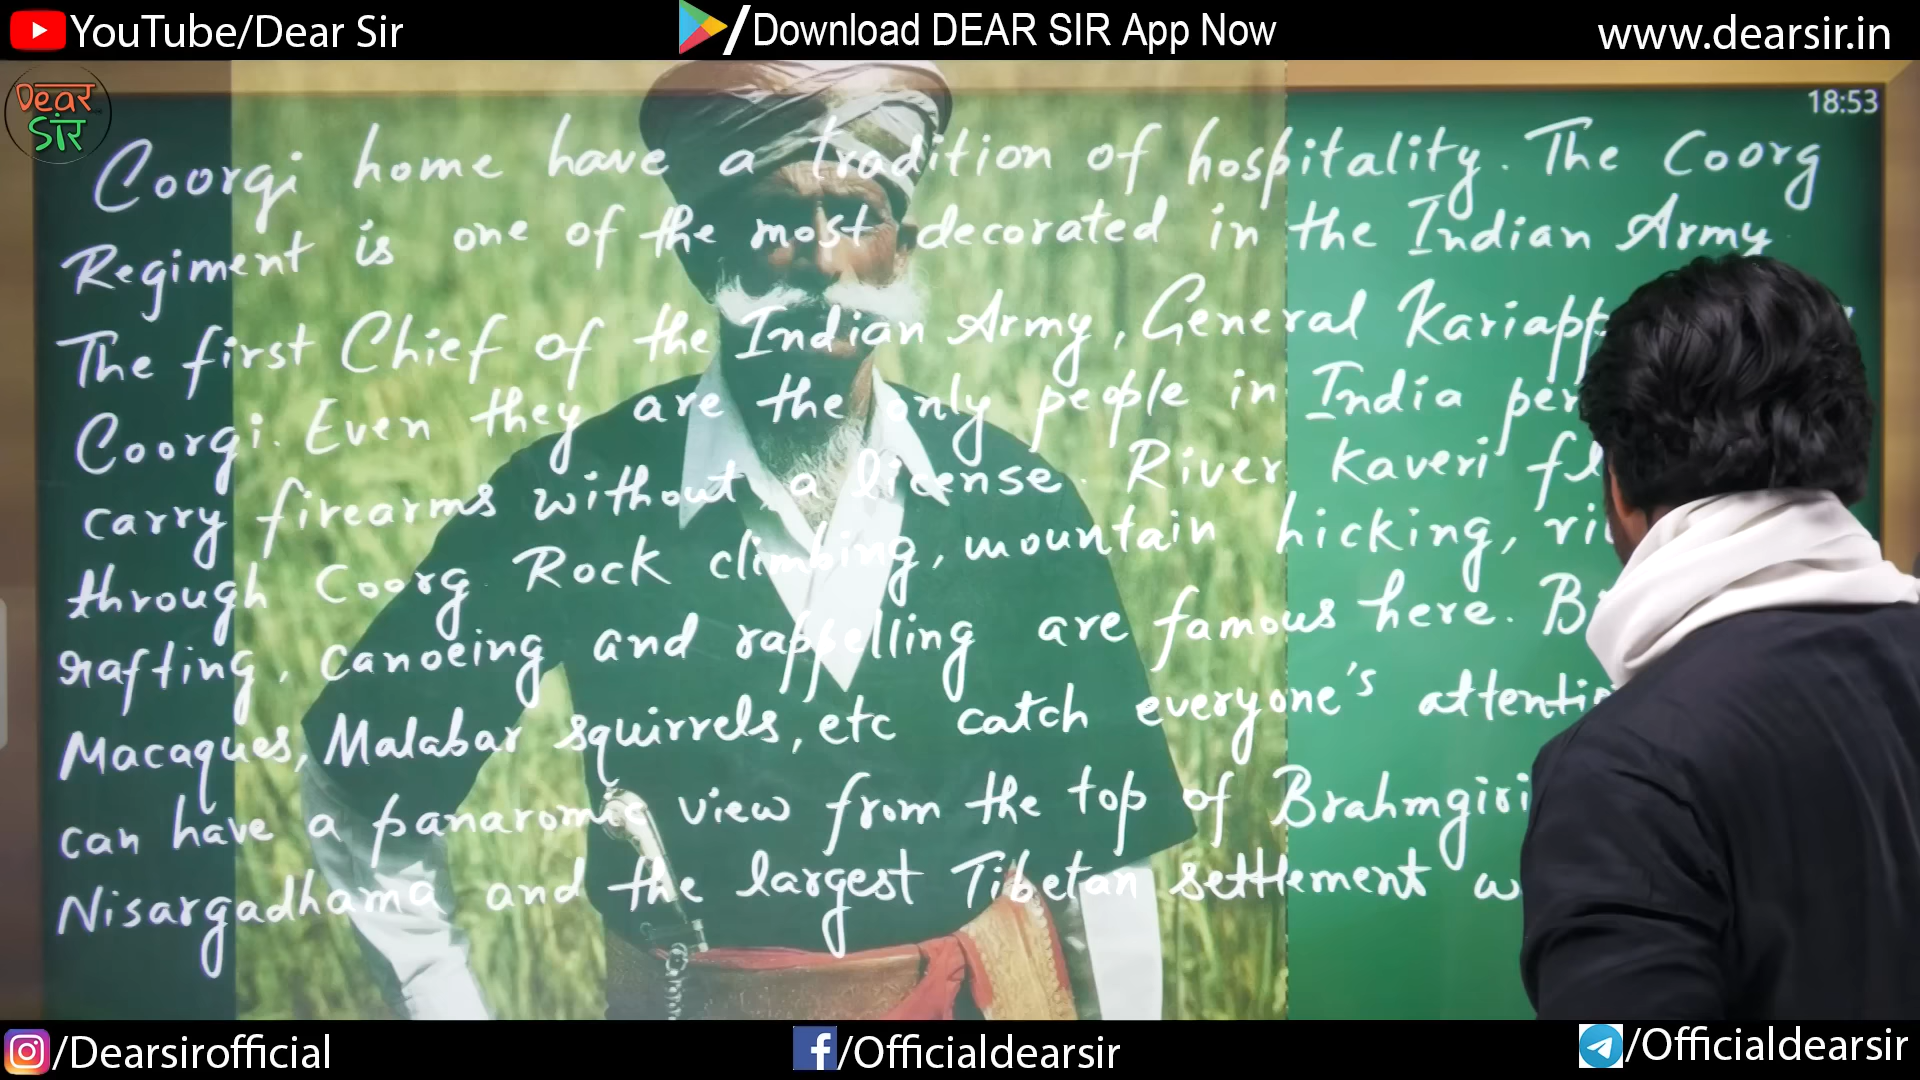 YouTube/Dear Sir
/Download DEAR SIR App Now
www.dearsir.in
Dearर
Sंार
18:53
Coorgi home have a tradition of hospitality. The Coorg
Regiment is one of the most decorated in the Indian Army
The first Chief of the Indian Army, General
Coorgi. Even they are the only people in India
carry firearms without a license. River Kaveri
through Coorg. Rock climbing, mountain hicking,
rafting, Canoeing and rappelling are famous here.
Macaques, Malabar squirrels, etc catch everyone's
can have a panaromic view from the top of Brahmgiri
Nisargadhama and the largest Tibetan settlement
/Dearsirofficial
/Officialdearsir
/Officialdearsir